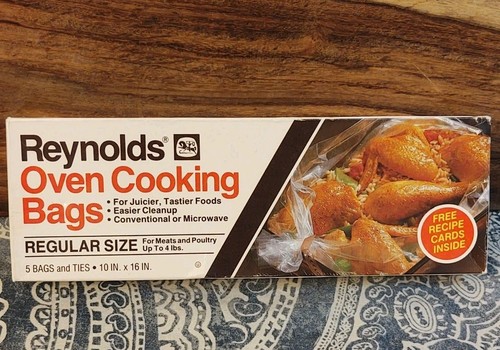 Reynolds®
Oven Cooking
Bags:
• For Juicier, Tastier Foods
• Easier Cleanup
• Conventional or Microwave
REGULAR SIZE
For Meats and Poultry
Up To 4 lbs.
5 BAGS and TIES • 10 IN. x 16 IN.
FREE
RECIPE
CARDS
INSIDE